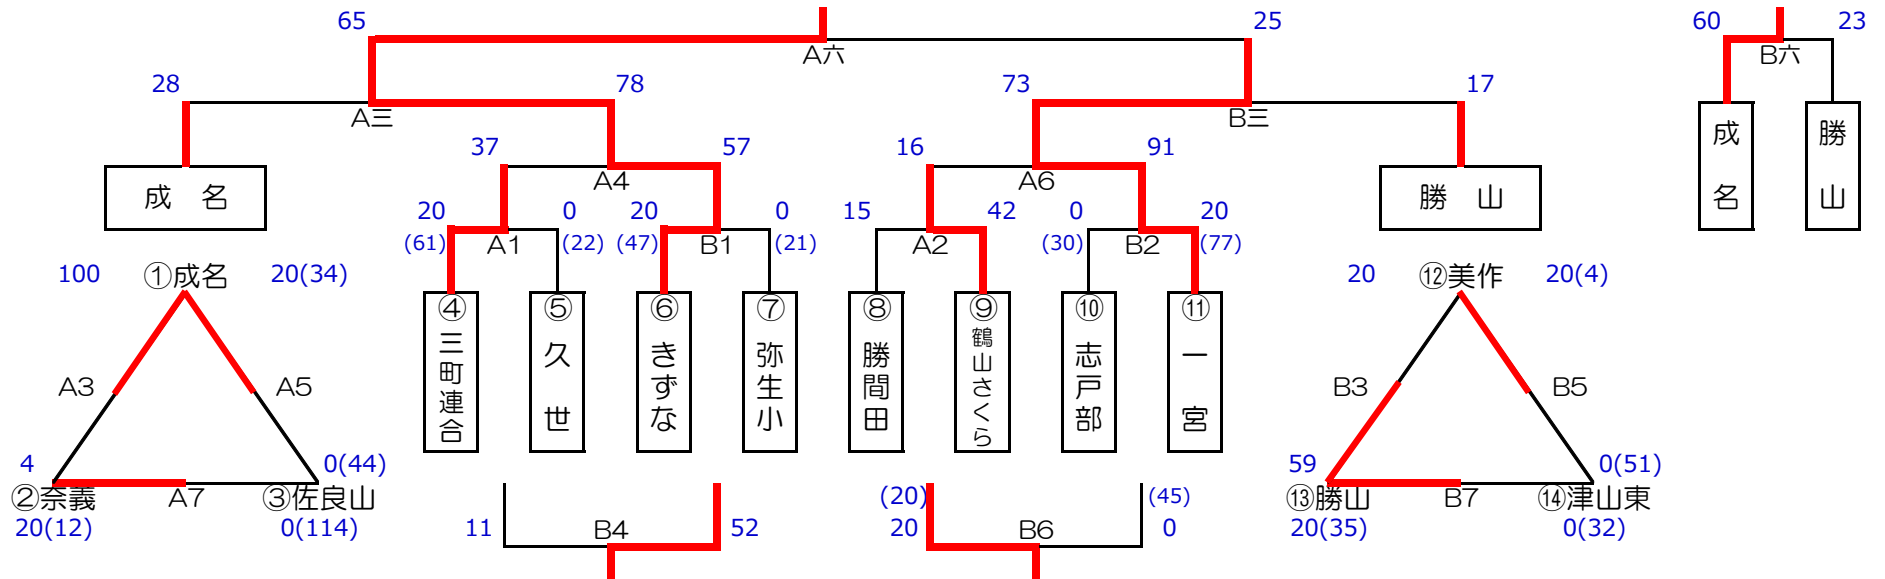 65 25 60 23
A六 B六
28 78 73 17
A三 B三
37 57 16 91
A4 A6
成名 勝山 成名 勝山
20 0 20 0 15 42 0 20
(61) A1 (22) (47) B1 (21) A2 (30) B2 (77)
100 ①成名 20(34) 20 ⑫美作 20(4)
④三町連合
⑤久世
⑥きずな
⑦弥生小
⑧勝間田
⑨鶴山さくら
⑩志戸部
⑪一宮
A3 A5 B3 B5
4 0(44) 59 0(51)
②奈義 A7 ③佐良山 ⑬勝山 B7 ⑭津山東
20(12) 0(114) 20(35) 0(32)
(20) (45)
11 B4 52 20 B6 0